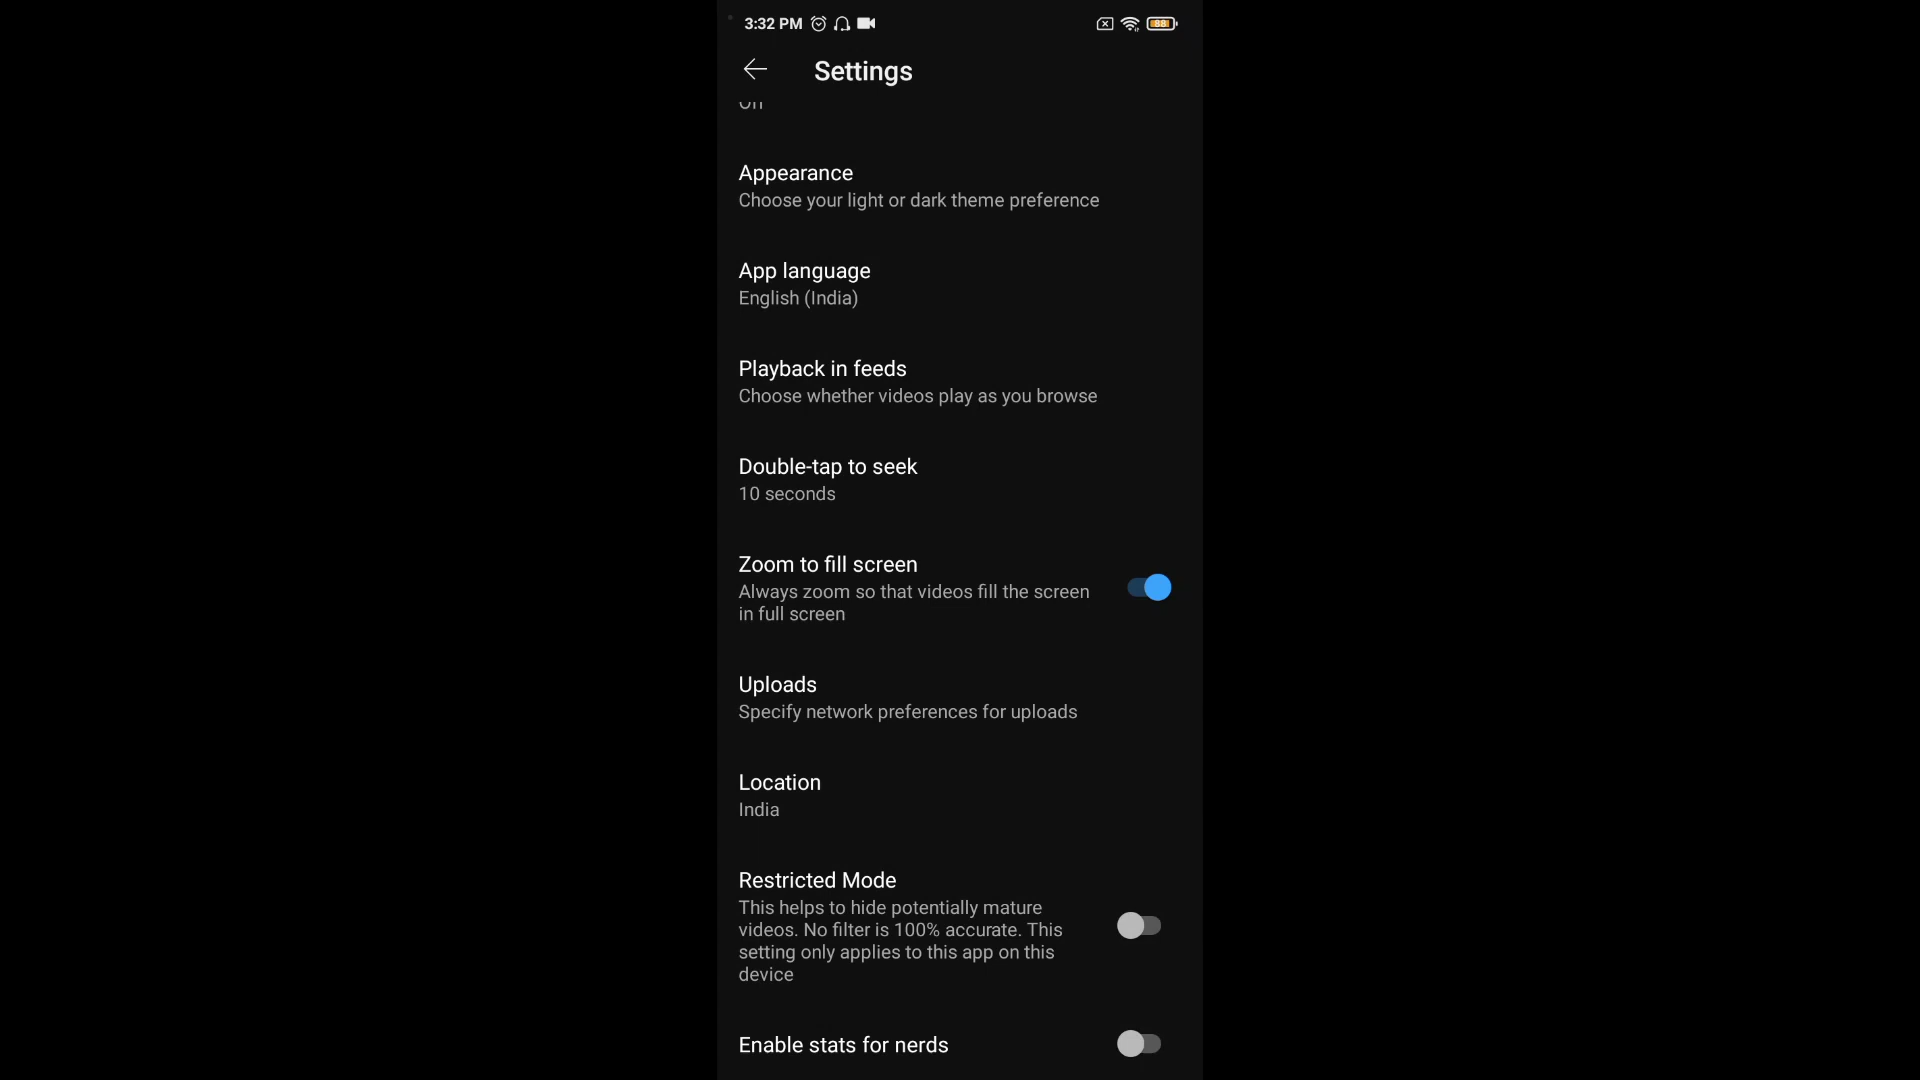 3:32 PM
88
Settings
Appearance
Choose your light or dark theme preference
App language
English (India)
Playback in feeds
Choose whether videos play as you browse
Double-tap to seek
10 seconds
Zoom to fill screen
Always zoom so that videos fill the screen
in full screen
Uploads
Specify network preferences for uploads
Location
India
Restricted Mode
This helps to hide potentially mature
videos. No filter is 100% accurate. This
setting only applies to this app on this
device
Enable stats for nerds